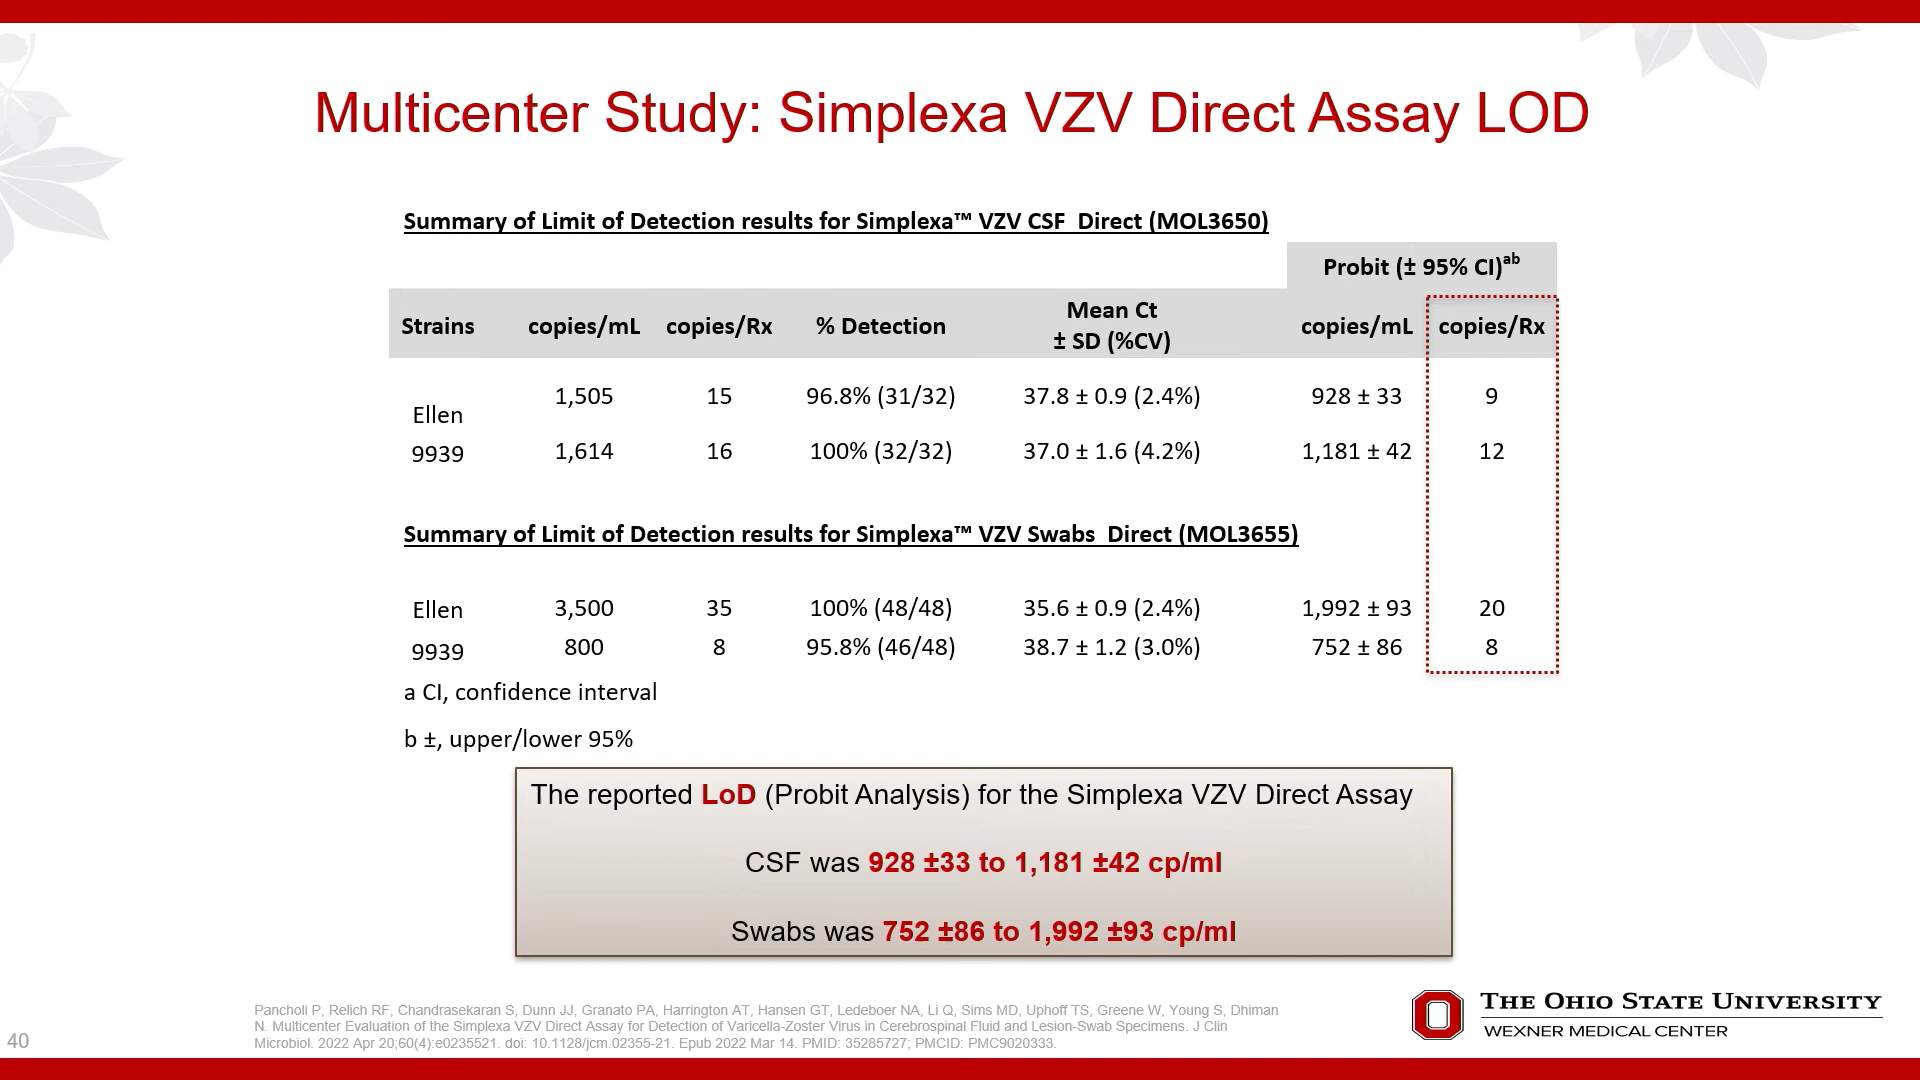 Multicenter Study: Simplexa VZV Direct Assay LOD
Summary of Limit of Detection results for Simplexa™ VZV CSF  Direct (MOL3650)
Probit (± 95% CI)ab
Strains copies/mL copies/Rx % Detection Mean Ct ± SD (%CV) copies/mL copies/Rx
Ellen 1,505 15 96.8% (31/32) 37.8 ± 0.9 (2.4%) 928 ± 33 9
9939 1,614 16 100% (32/32) 37.0 ± 1.6 (4.2%) 1,181 ± 42 12
Summary of Limit of Detection results for Simplexa™ VZV Swabs  Direct (MOL3655)
Ellen 3,500 35 100% (48/48) 35.6 ± 0.9 (2.4%) 1,992 ± 93 20
9939 800 8 95.8% (46/48) 38.7 ± 1.2 (3.0%) 752 ± 86 8
a CI, confidence interval
b ±, upper/lower 95%
The reported LoD (Probit Analysis) for the Simplexa VZV Direct Assay
CSF was 928 ±33 to 1,181 ±42 cp/ml
Swabs was 752 ±86 to 1,992 ±93 cp/ml
Pancholi P, Relich RF, Chandrasekaran S, Dunn JJ, Granato PA, Harrington AT, Hansen GT, Ledeboer NA, Li Q, Sims MD, Uphoff TS, Greene W, Young S, Dhiman
N. Multicenter Evaluation of the Simplexa VZV Direct Assay for Detection of Varicella-Zoster Virus in Cerebrospinal Fluid and Lesion-Swab Specimens. J Clin
Microbiol. 2022 Apr 20;60(4):e0235521. doi: 10.1128/jcm.02355-21. Epub 2022 Mar 14. PMID: 35285727; PMCID: PMC9020333.
40
THE OHIO STATE UNIVERSITY
WEXNER MEDICAL CENTER